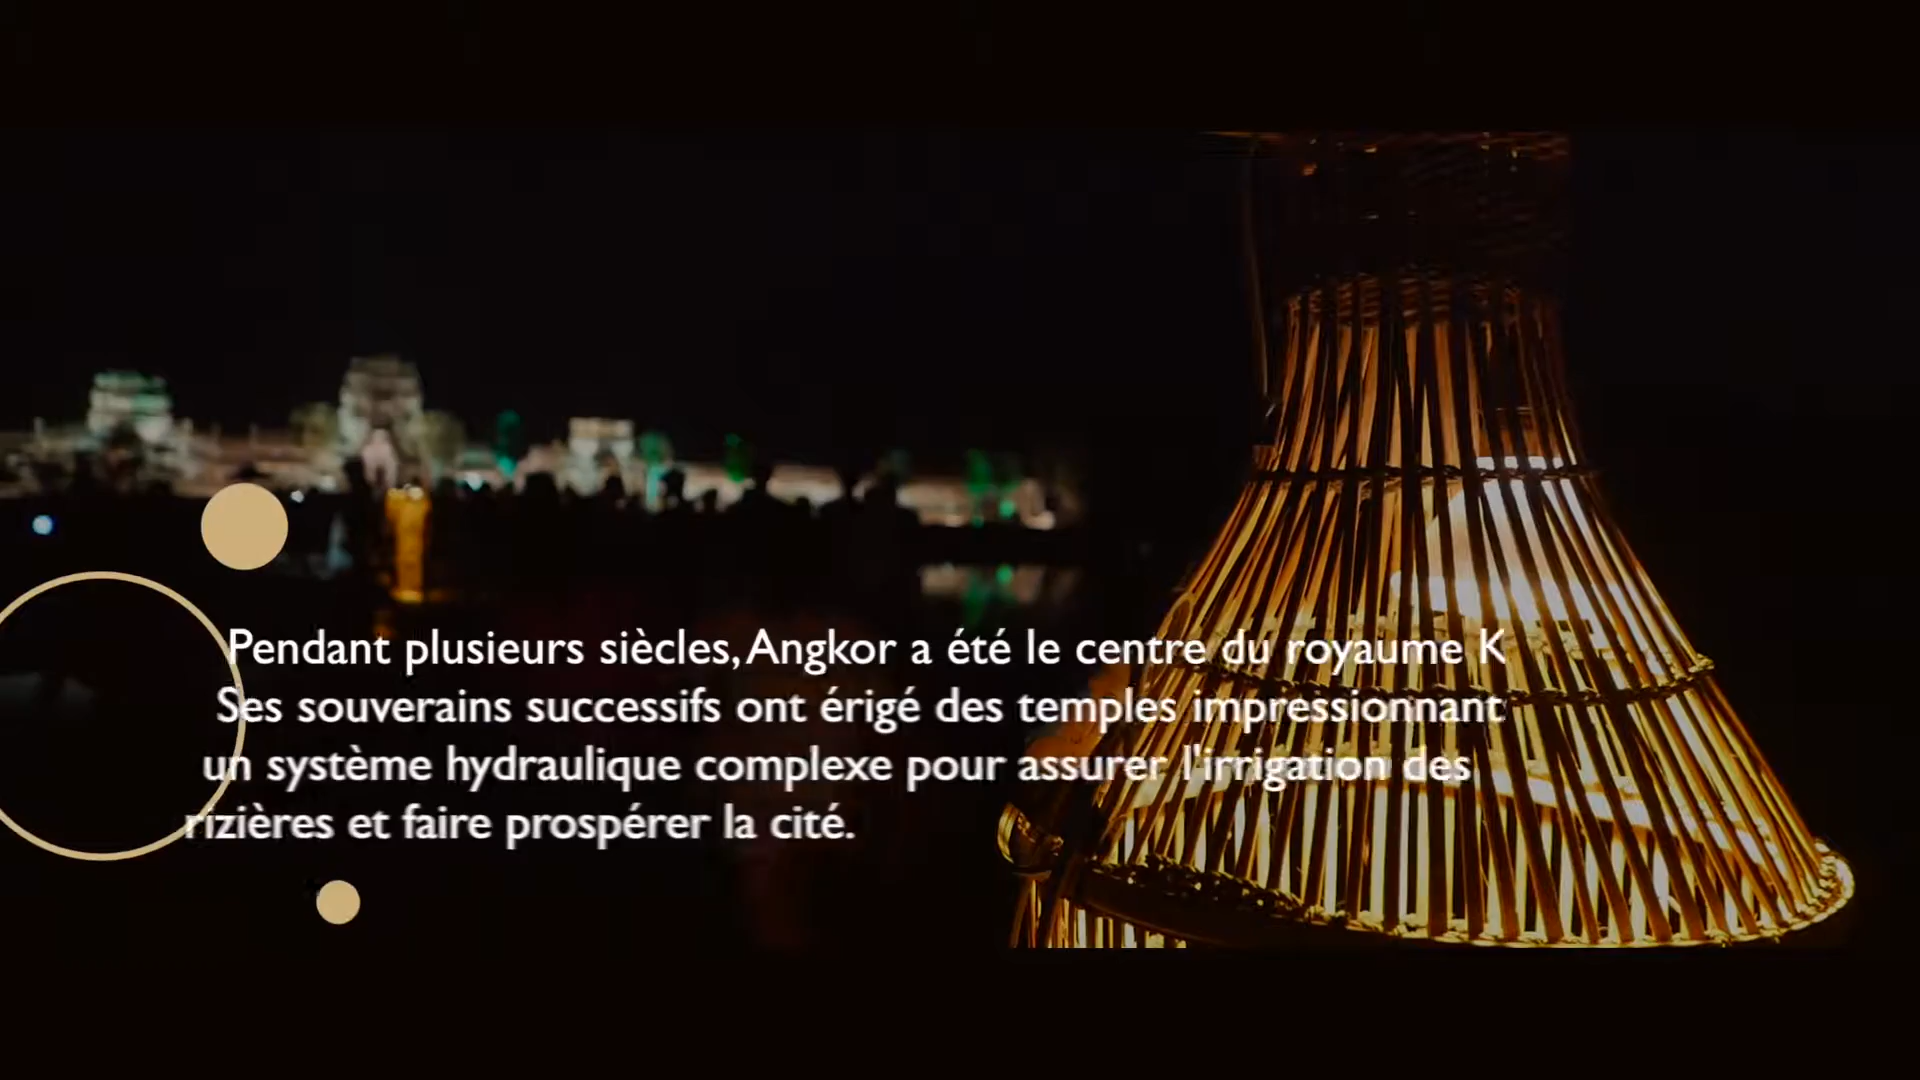 Pendant plusieurs siècles, Angkor a été le centre du royaume K
Ses souverains successifs ont érigé des temples impressionnant
un système hydraulique complexe pour assurer l'irrigation des
rizières et faire prospérer la cité.